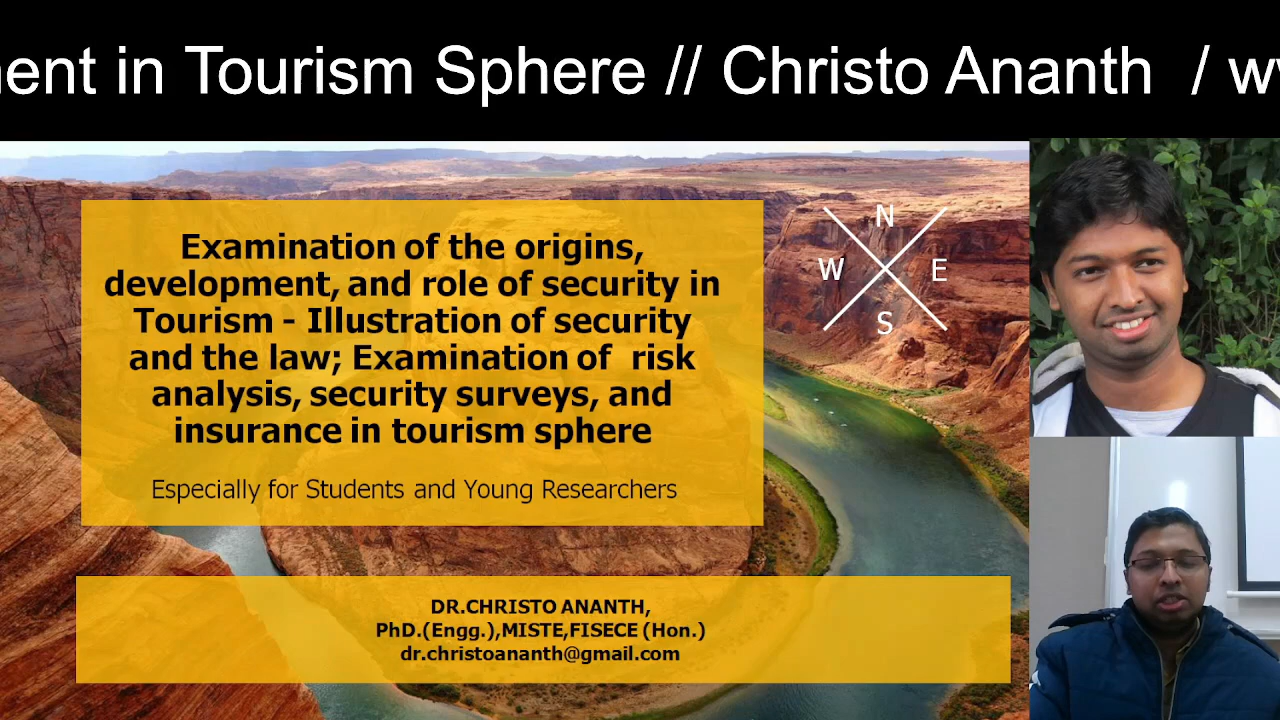 ent in Tourism Sphere // Christo Ananth / w
Examination of the origins,
development, and role of security in
Tourism - Illustration of security
and the law; Examination of risk
analysis, security surveys, and
insurance in tourism sphere
Especially for Students and Young Researchers
N
W E
S
DR.CHRISTO ANANTH,
PhD.(Engg.),MISTE,FISECE (Hon.)
dr.christoananth@gmail.com